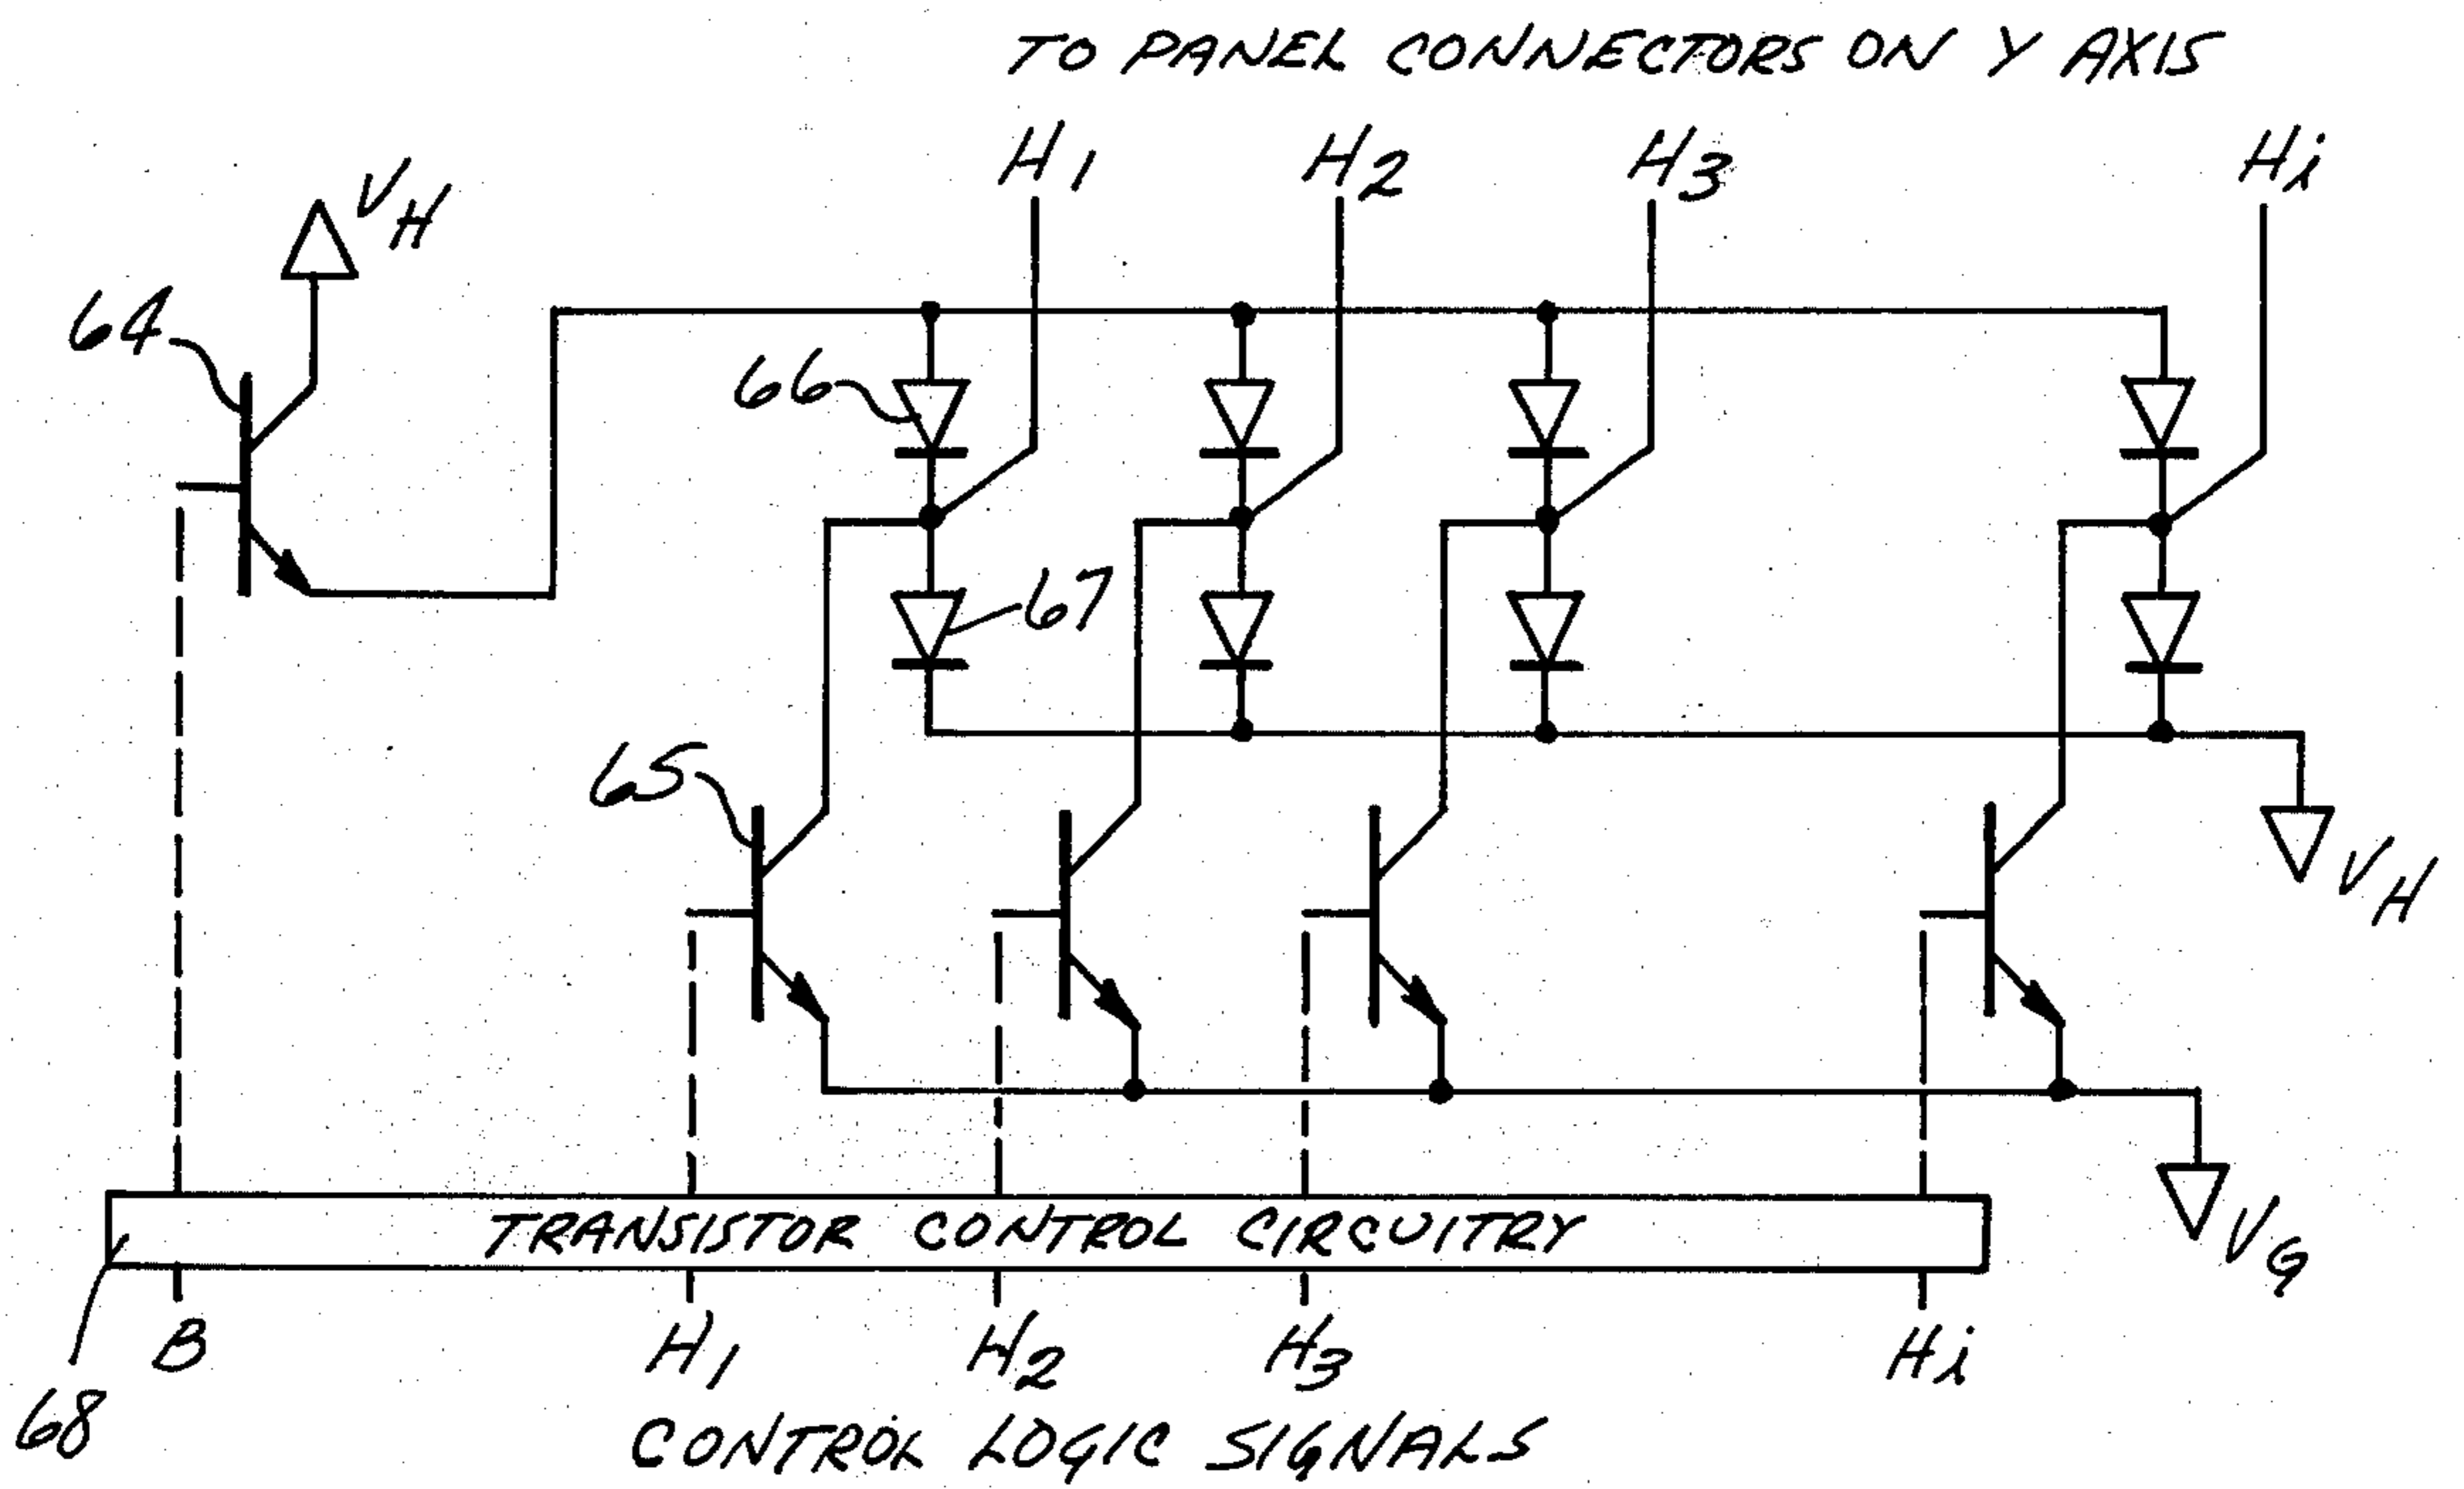 TO PANEL CONNECTORS ON Y AXIS
H1 H2 H3 Hi
VH
64
66
67
65
VH
TRANSISTOR CONTROL CIRCUITRY
VG
B H1 H2 H3 Hi
68
CONTROL LOGIC SIGNALS